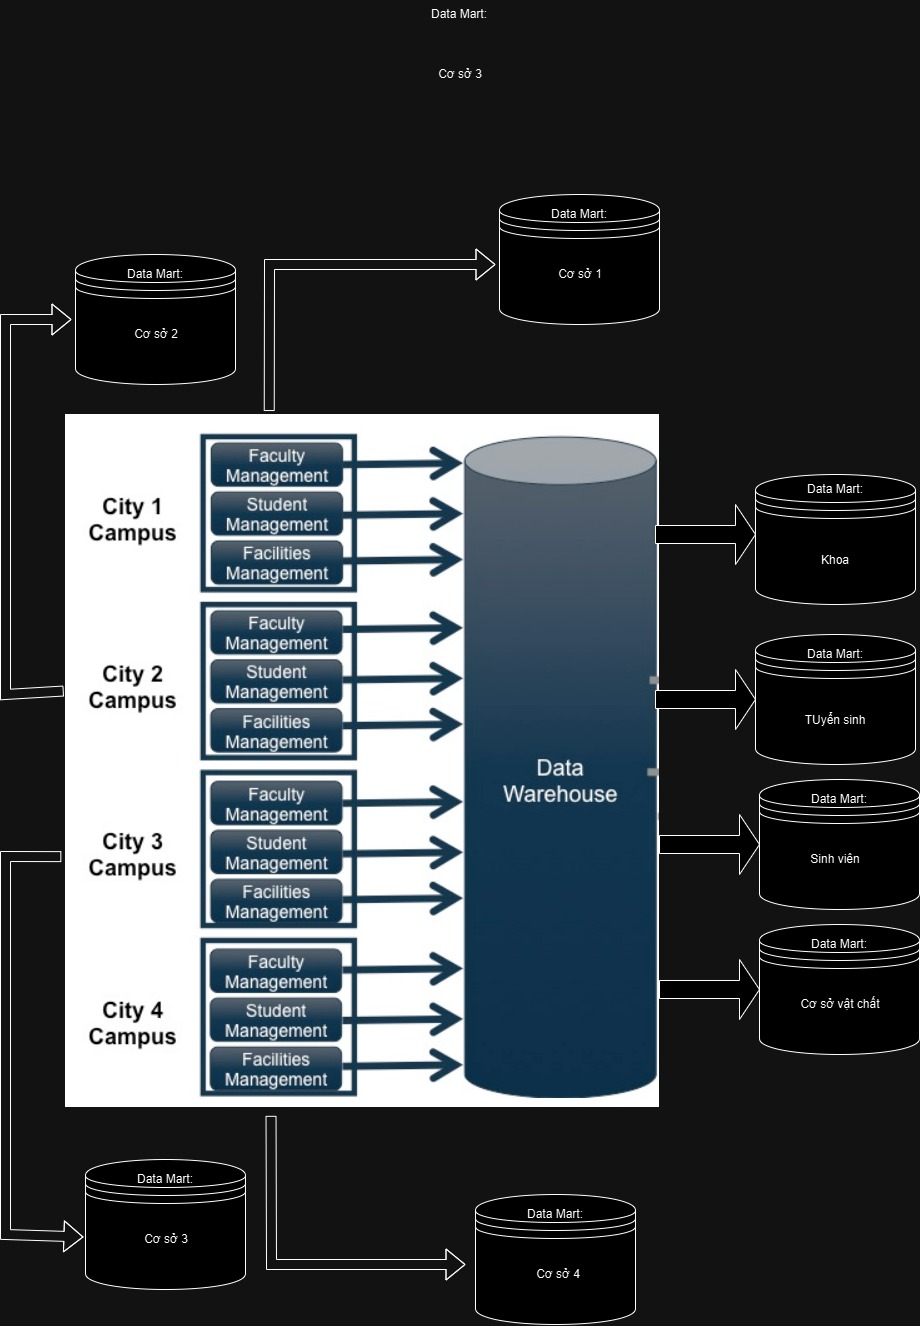 Data Mart:
Cơ sở 3
Data Mart:
Cơ sở 1
Data Mart:
Cơ sở 2
City 1
Campus
Faculty
Management
Student
Management
Facilities
Management
City 2
Campus
Faculty
Management
Student
Management
Facilities
Management
City 3
Campus
Faculty
Management
Student
Management
Facilities
Management
City 4
Campus
Faculty
Management
Student
Management
Facilities
Management
Data
Warehouse
Data Mart:
Khoa
Data Mart:
TUyển sinh
Data Mart:
Sinh viên
Data Mart:
Cơ sở vật chất
Data Mart:
Cơ sở 3
Data Mart:
Cơ sở 4